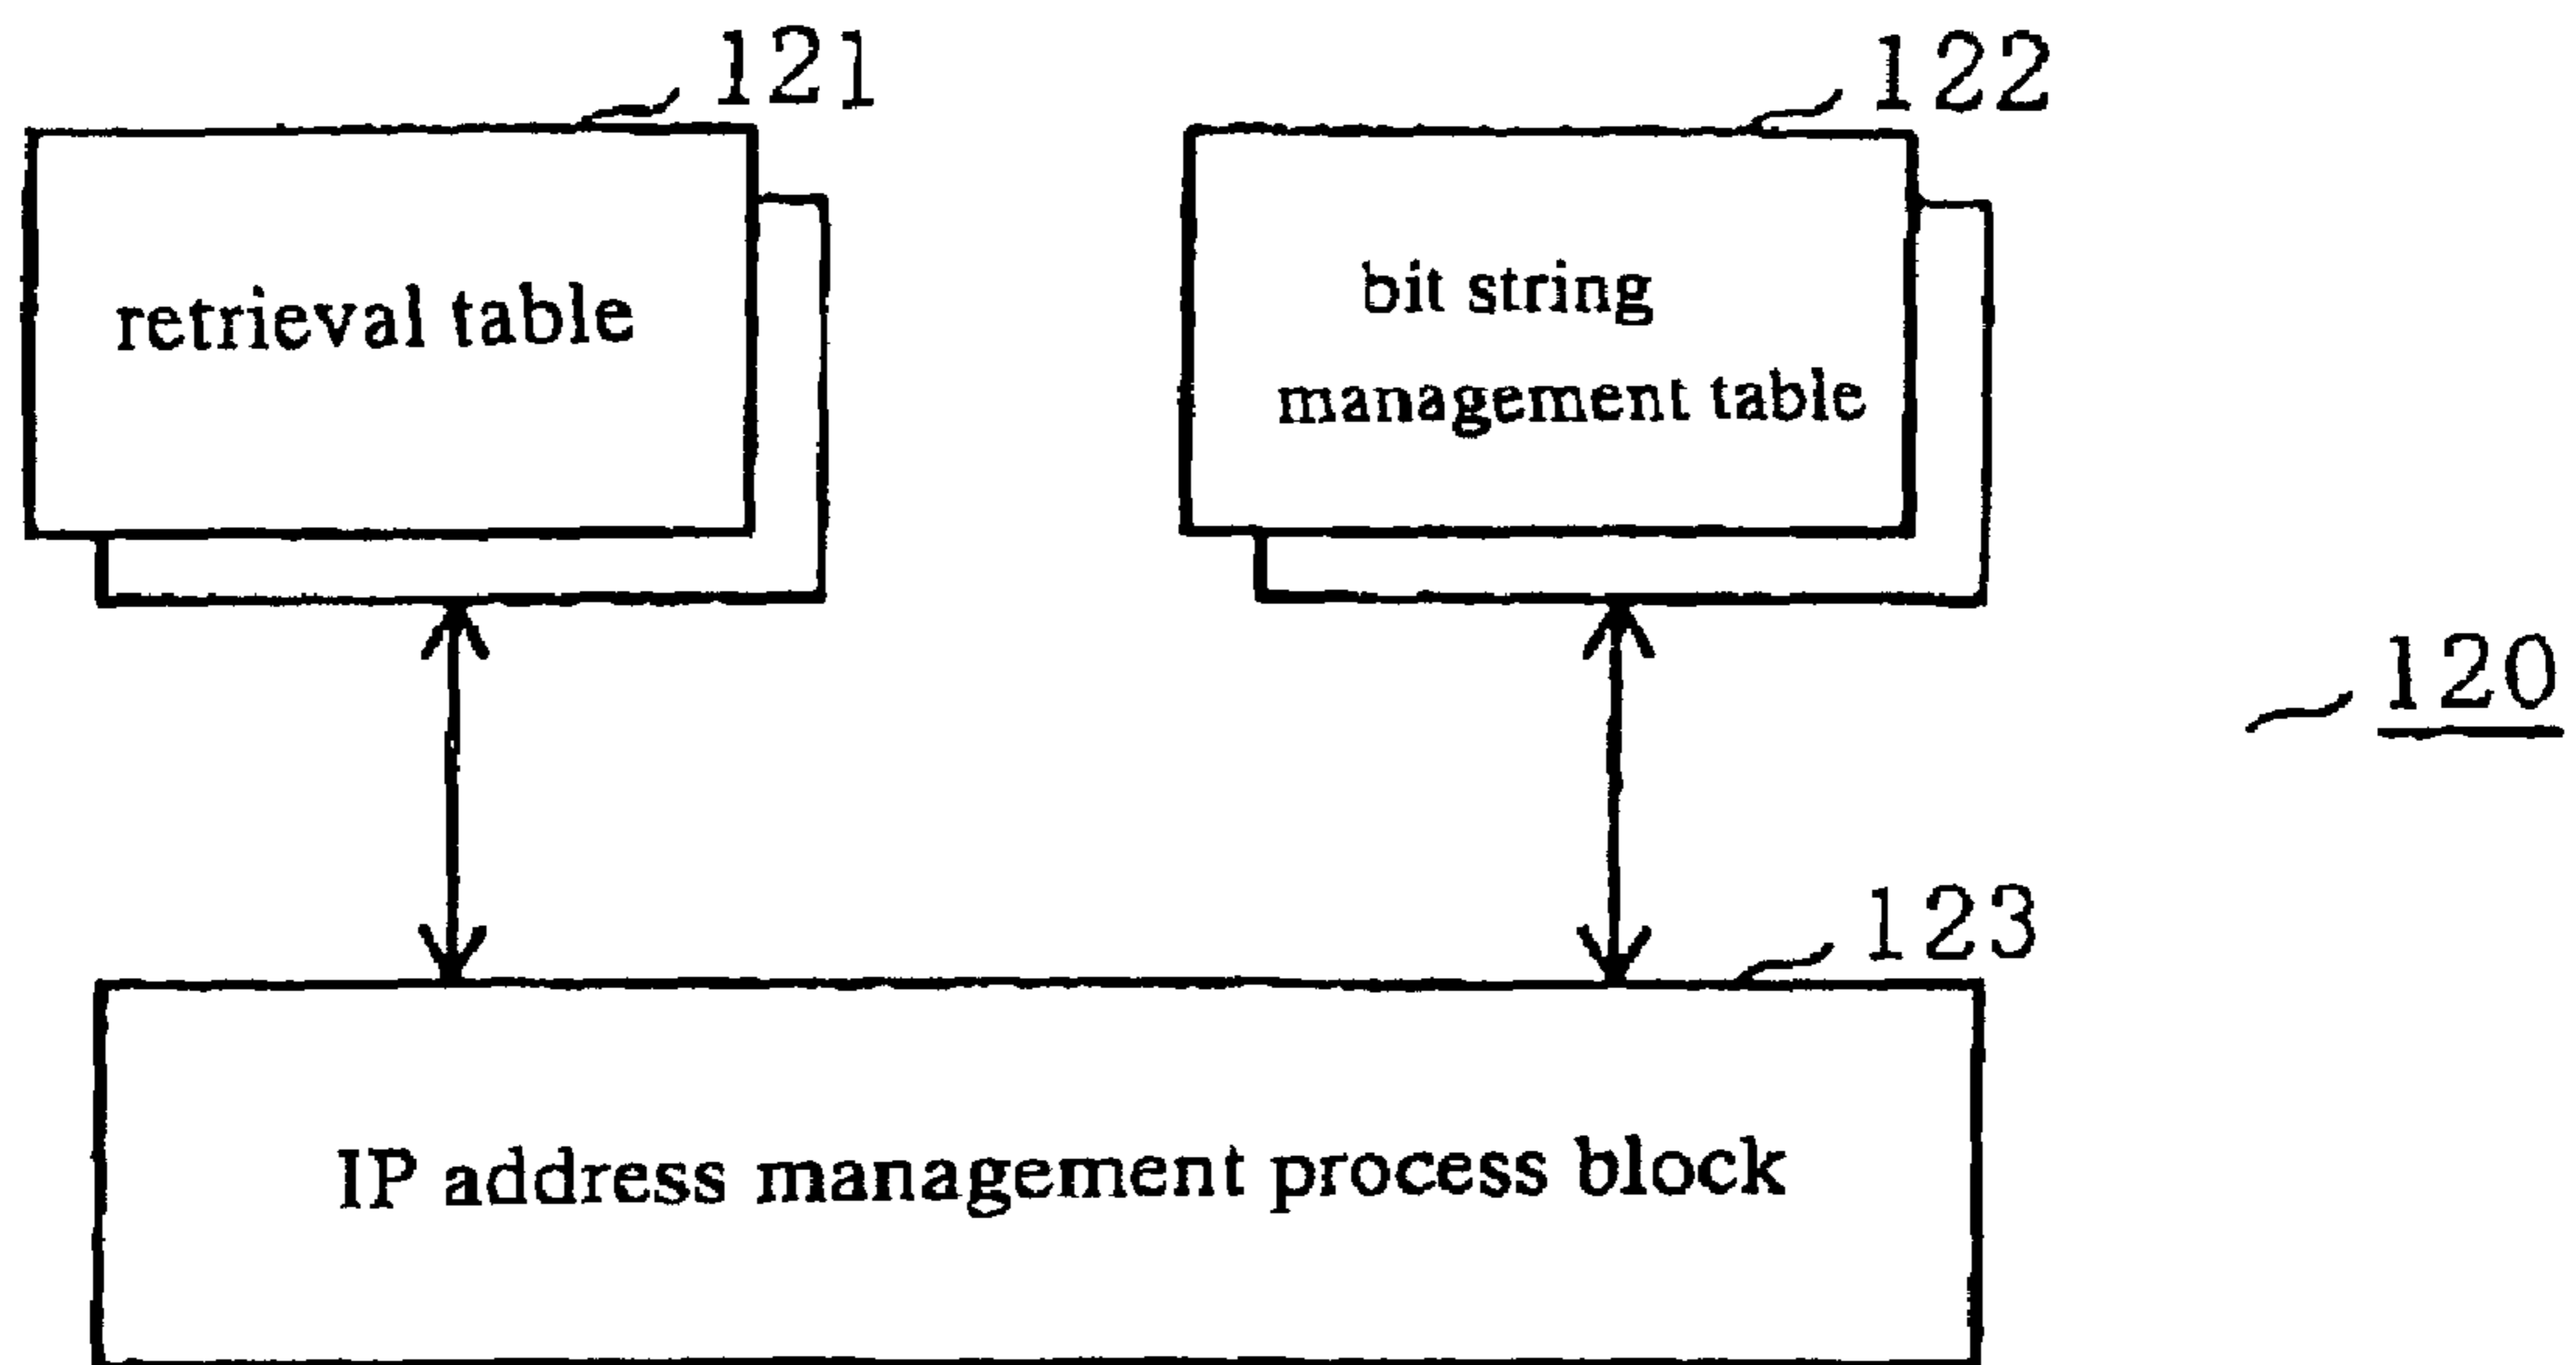 121
122
retrieval table
bit string
management table
120
123
IP address management process block